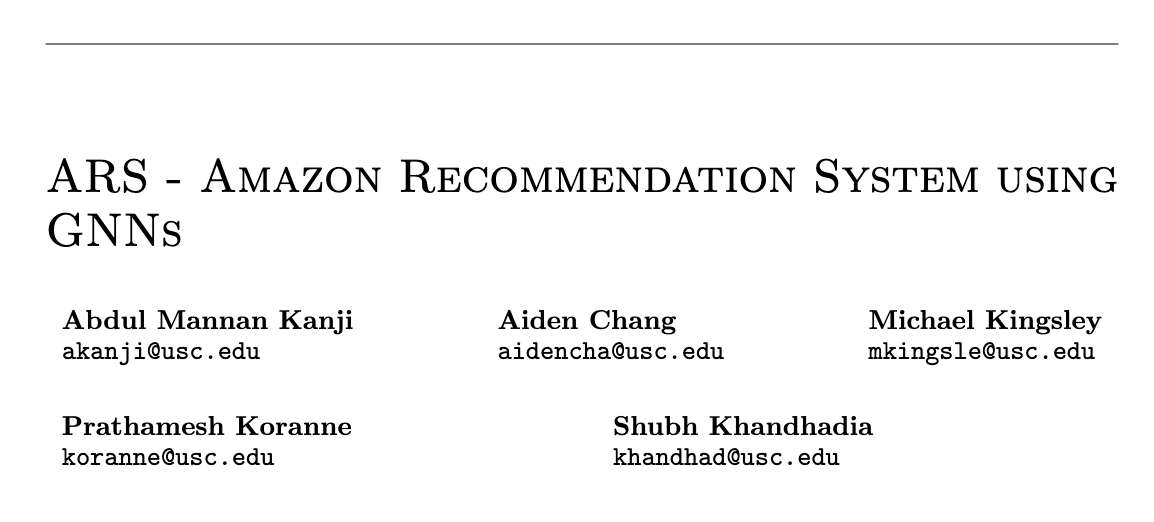 ARS - Amazon Recommendation System using
GNNs
Abdul Mannan Kanji Aiden Chang Michael Kingsley
akanji@usc.edu aidencha@usc.edu mkingsle@usc.edu
Prathamesh Koranne Shubh Khandhadia
koranne@usc.edu khandhad@usc.edu